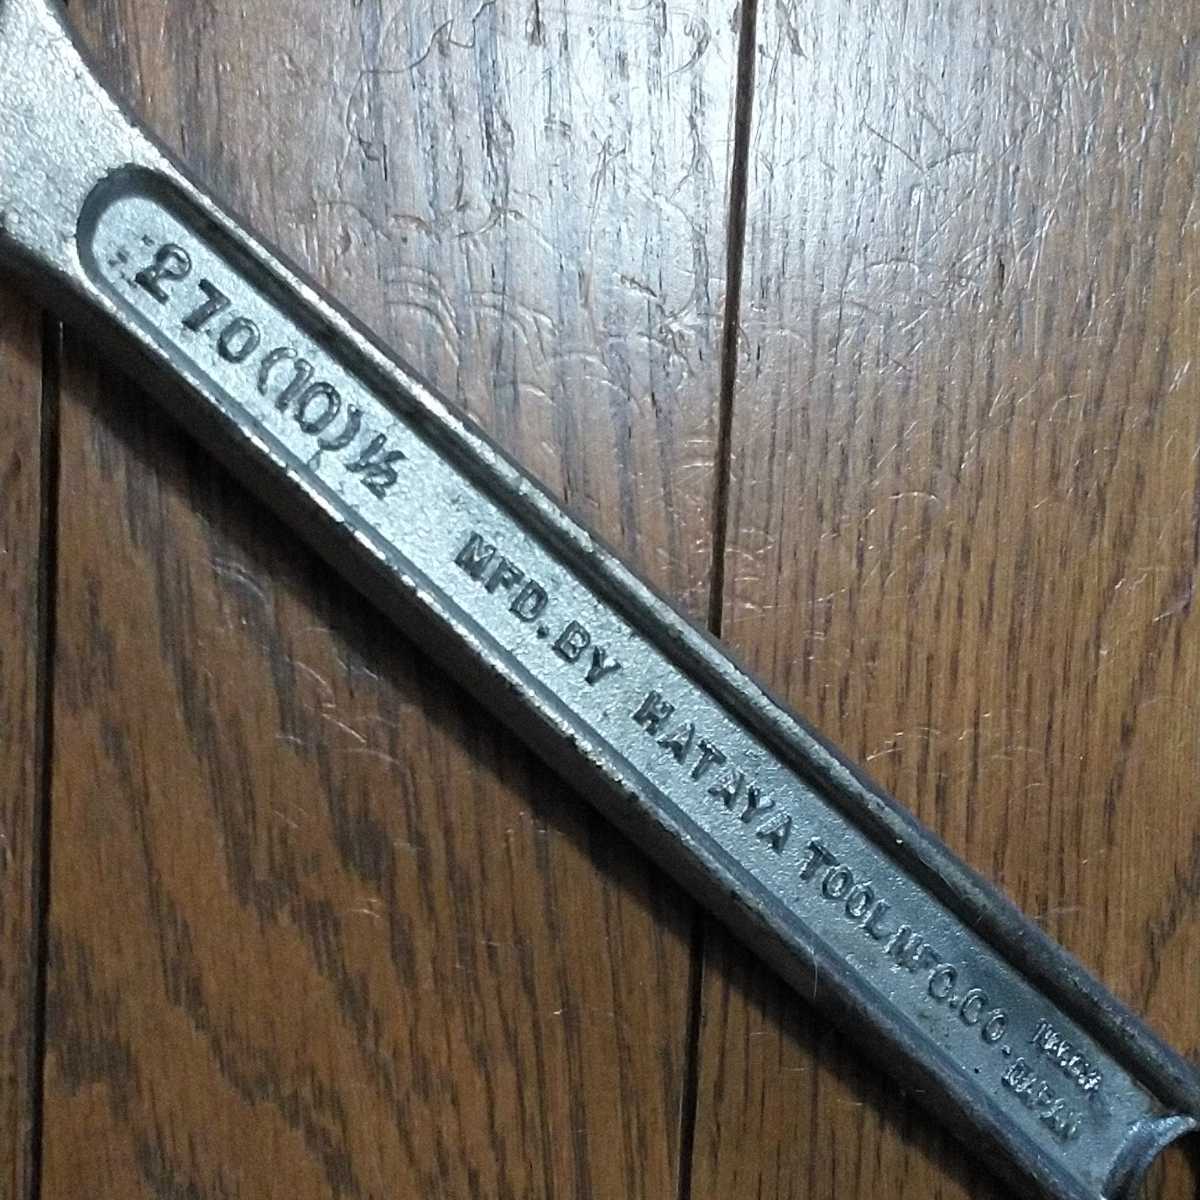 270(10)½ MFD.BY HATAYA TOOL MFG.CO.
JAPAN